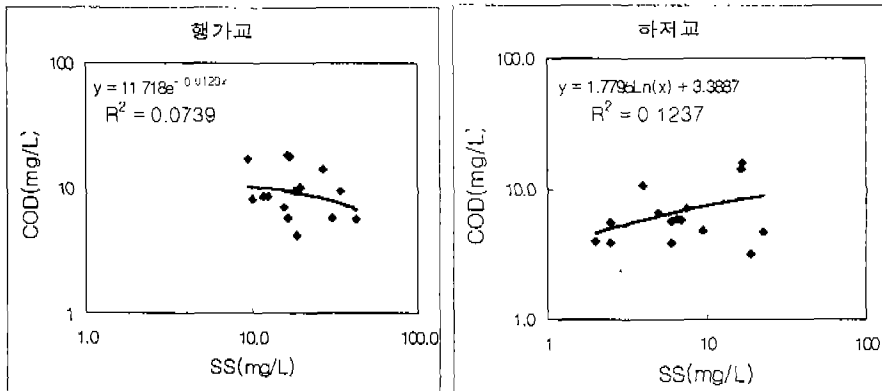 행가교
100
y = 11.718e^-0.0120x
R² = 0.0739
10
1
COD(mg/L)
1.0 10.0 100.0
SS(mg/L)
하저교
100.0
y = 1.7796Ln(x) + 3.3887
R² = 0.1237
10.0
1.0
COD(mg/L)
1 10 100
SS(mg/L)